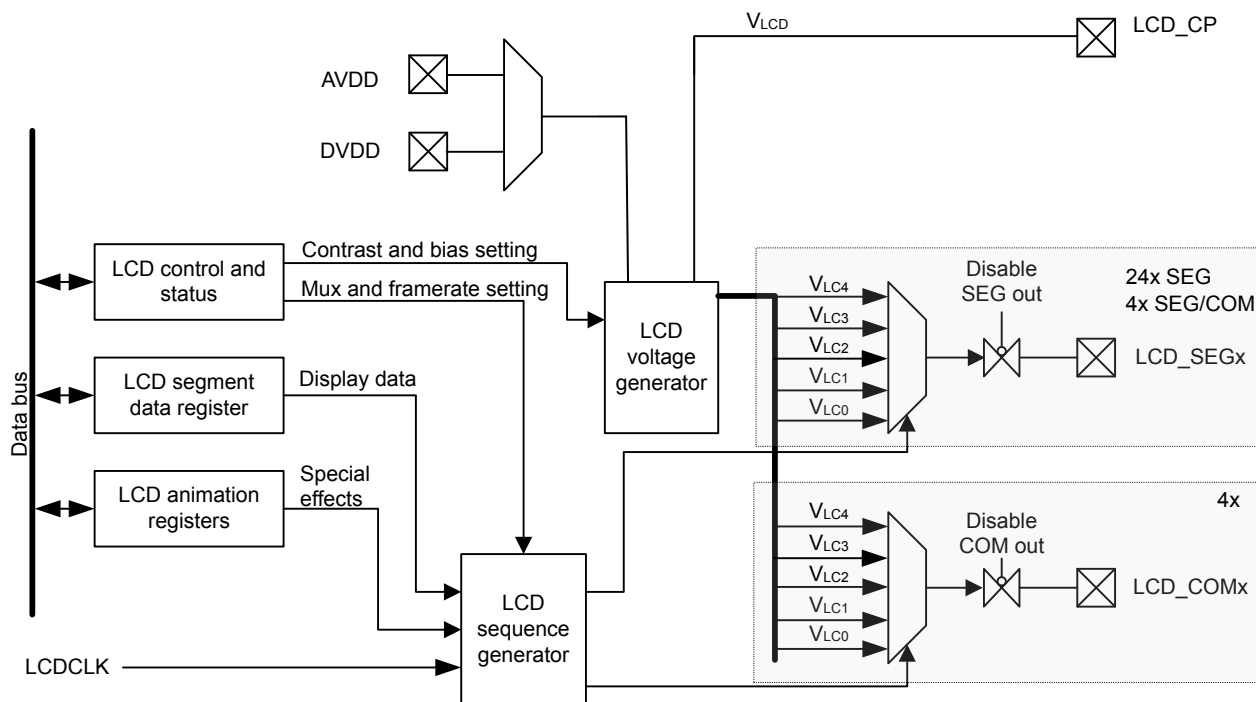 VLCD
LCD_CP
AVDD
DVDD
Data bus
LCD control and
status
Contrast and bias setting
Mux and framerate setting
LCD segment
data register
Display data
LCD animation
registers
Special
effects
LCDCLK
LCD
voltage
generator
LCD
sequence
generator
VLC4
VLC3
VLC2
VLC1
VLC0
Disable
SEG out
24x SEG
4x SEG/COM
LCD_SEGx
VLC4
VLC3
VLC2
VLC1
VLC0
Disable
COM out
4x
LCD_COMx